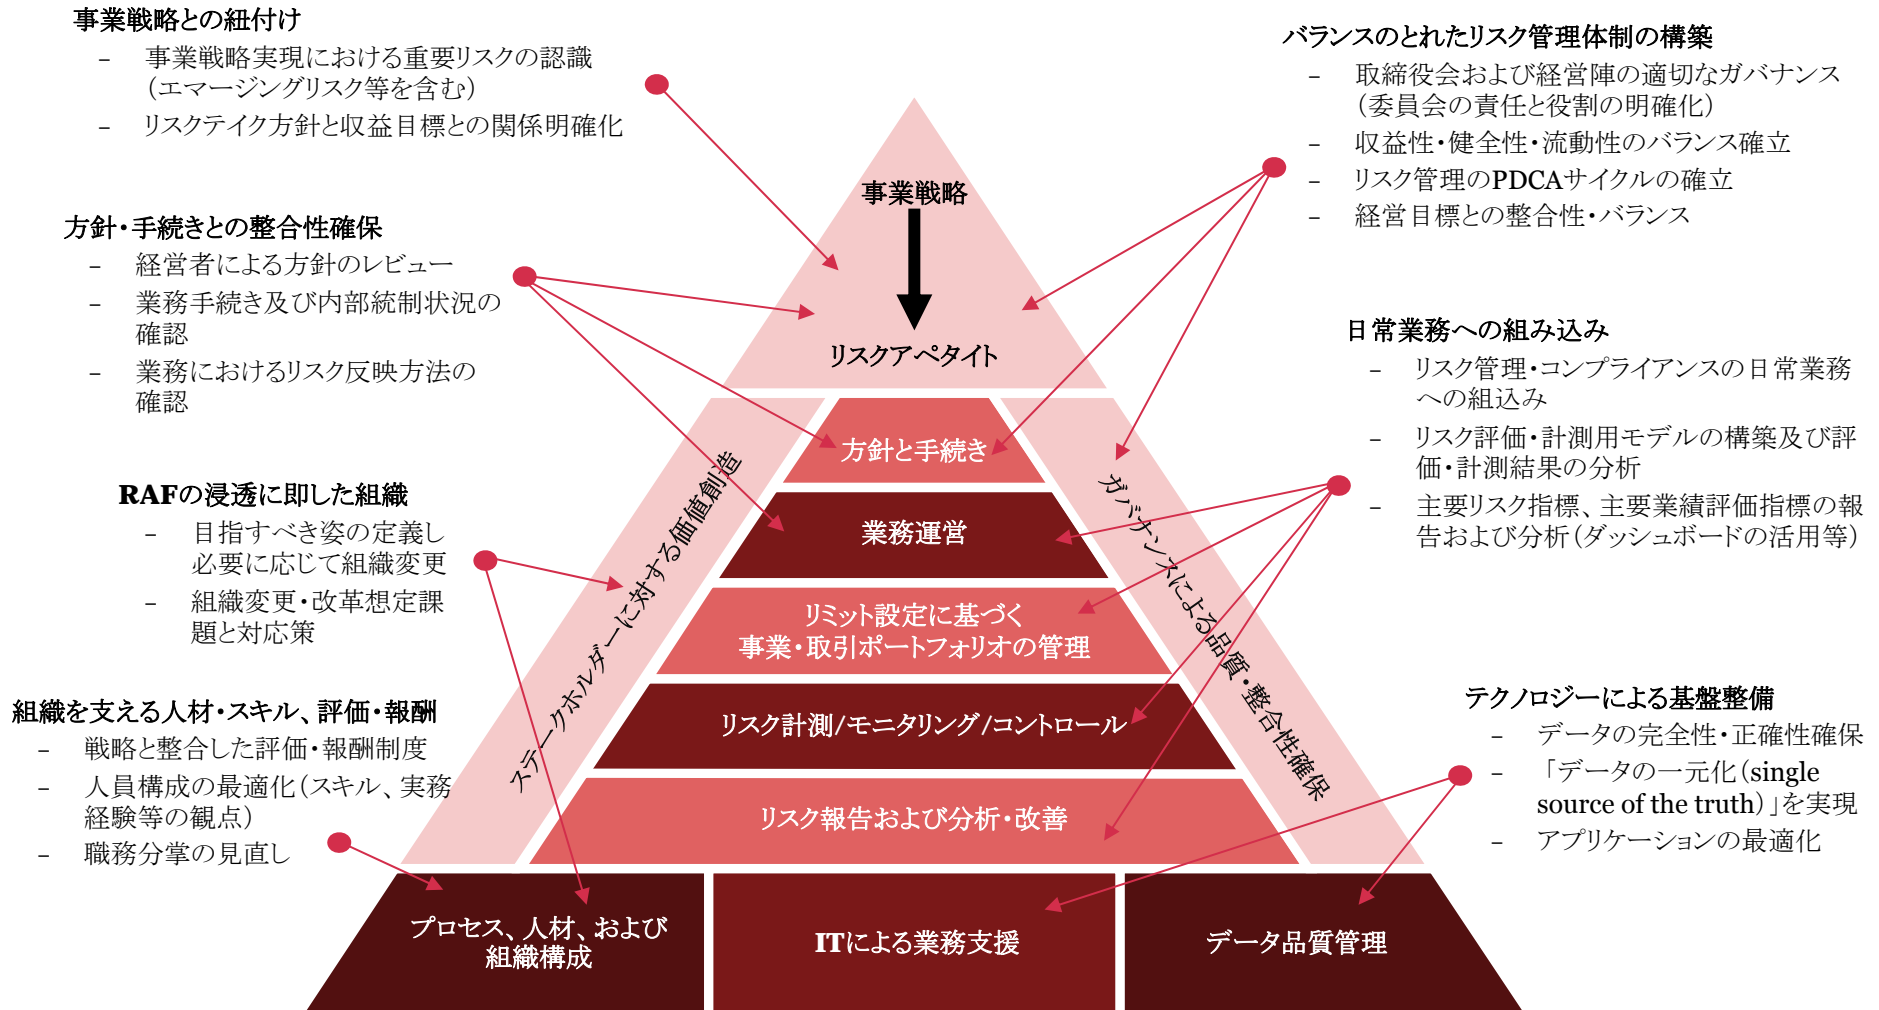 事業戦略との紐付け
– 事業戦略実現における重要リスクの認識
（エマージングリスク等を含む）
– リスクテイク方針と収益目標との関係明確化
方針・手続きとの整合性確保
– 経営者による方針のレビュー
– 業務手続き及び内部統制状況の
確認
– 業務におけるリスク反映方法の
確認
RAFの浸透に即した組織
– 目指すべき姿の定義し
必要に応じて組織変更
– 組織変更・改革想定課
題と対応策
組織を支える人材・スキル、評価・報酬
– 戦略と整合した評価・報酬制度
– 人員構成の最適化（スキル、実務
経験等の観点）
– 職務分掌の見直し
事業戦略
リスクアペタイト
方針と手続き
業務運営
リミット設定に基づく
事業・取引ポートフォリオの管理
リスク計測/モニタリング/コントロール
リスク報告および分析・改善
ステークホルダーに対する価値創造
ガバナンスによる品質・整合性確保
プロセス、人材、および
組織構成
ITによる業務支援
データ品質管理
バランスのとれたリスク管理体制の構築
– 取締役会および経営陣の適切なガバナンス
（委員会の責任と役割の明確化）
– 収益性・健全性・流動性のバランス確立
– リスク管理のPDCAサイクルの確立
– 経営目標との整合性・バランス
日常業務への組み込み
– リスク管理・コンプライアンスの日常業務
への組込み
– リスク評価・計測用モデルの構築及び評
価・計測結果の分析
– 主要リスク指標、主要業績評価指標の報
告および分析（ダッシュボードの活用等）
テクノロジーによる基盤整備
– データの完全性・正確性確保
– 「データの一元化（single
source of the truth）」を実現
– アプリケーションの最適化